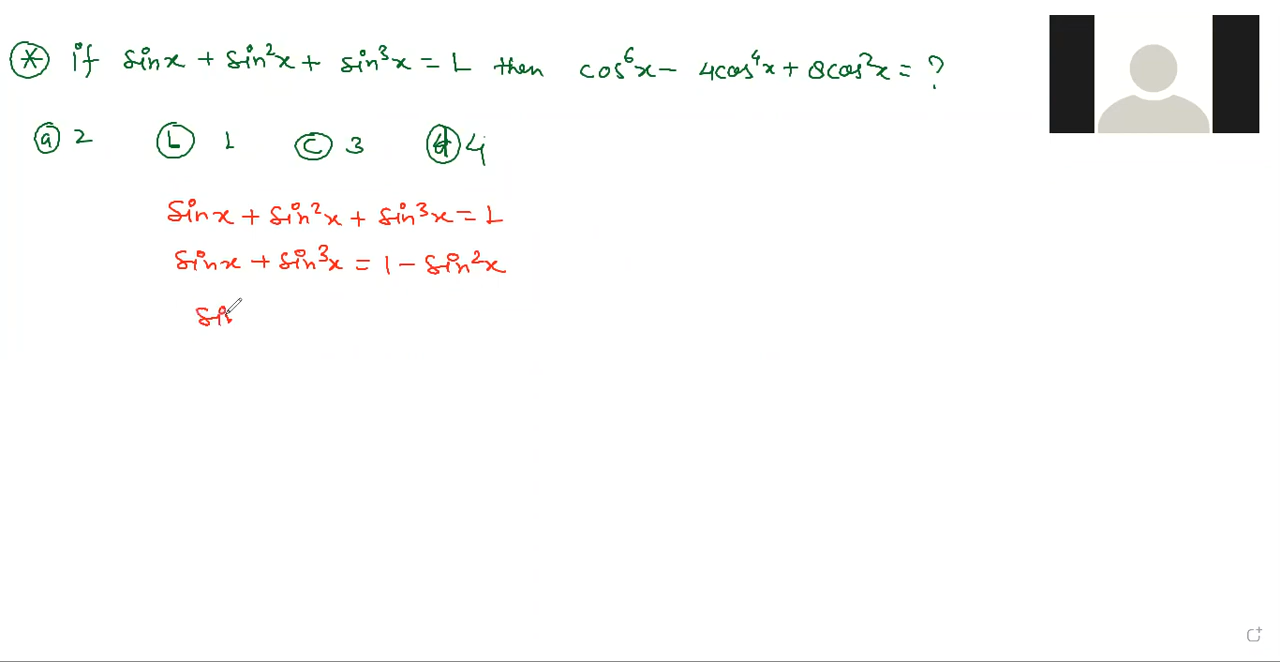 * if sinx + sin²x + sin³x = 1 then cos⁶x - 4cos⁴x + 8cos²x = ?
a 2 b 1 c 3 d 4
sinx + sin²x + sin³x = 1
sinx + sin³x = 1 - sin²x
sin